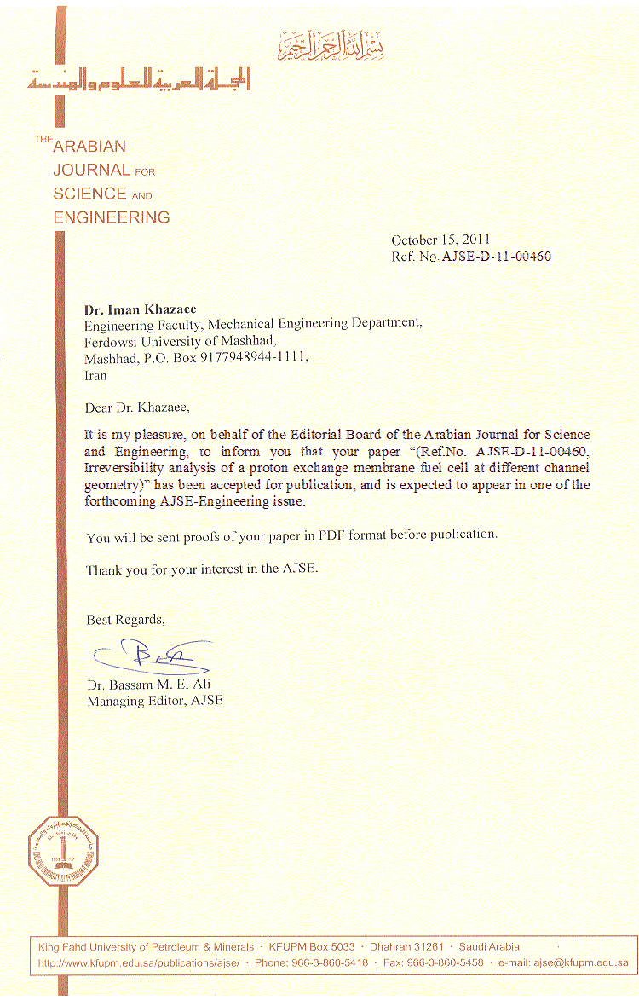 بسم الله الرحمن الرحيم
المجلة العربية للعلوم والهندسة
THE ARABIAN
JOURNAL FOR
SCIENCE AND
ENGINEERING
October 15, 2011
Ref. No. AJSE-D-11-00460
Dr. Iman Khazaee
Engineering Faculty, Mechanical Engineering Department,
Ferdowsi University of Mashhad,
Mashhad, P.O. Box 9177948944-1111,
Iran
Dear Dr. Khazaee,
It is my pleasure, on behalf of the Editorial Board of the Arabian Journal for Science
and Engineering, to inform you that your paper “(Ref.No. AJSE-D-11-00460,
Irreversibility analysis of a proton exchange membrane fuel cell at different channel
geometry)” has been accepted for publication, and is expected to appear in one of the
forthcoming AJSE-Engineering issue.
You will be sent proofs of your paper in PDF format before publication.
Thank you for your interest in the AJSE.
Best Regards,
Dr. Bassam M. El Ali
Managing Editor, AJSE
KING FAHD UNIVERSITY OF PETROLEUM & MINERALS
King Fahd University of Petroleum & Minerals · KFUPM Box 5033 · Dhahran 31261 · Saudi Arabia
http://www.kfupm.edu.sa/publications/ajse/ · Phone: 966-3-860-5418 · Fax: 966-3-860-5458 · e-mail: ajse@kfupm.edu.sa